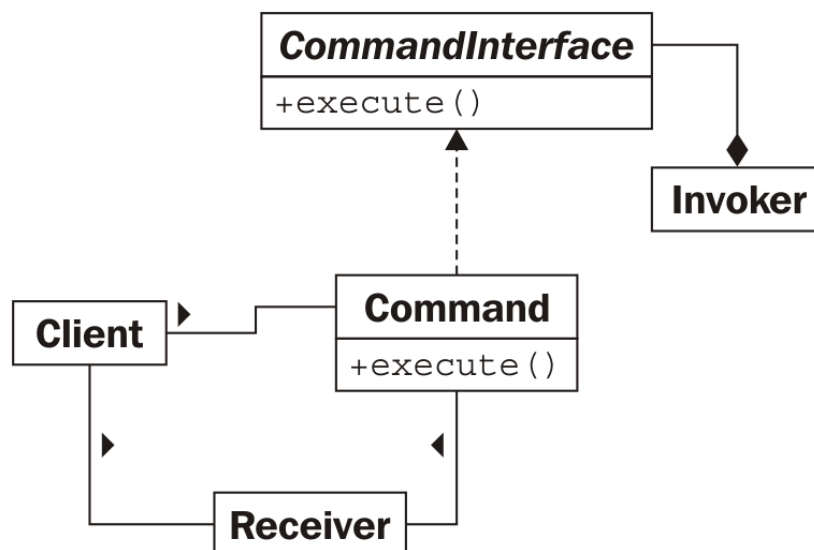 CommandInterface
+execute()
Invoker
Command
Client
+execute()
Receiver